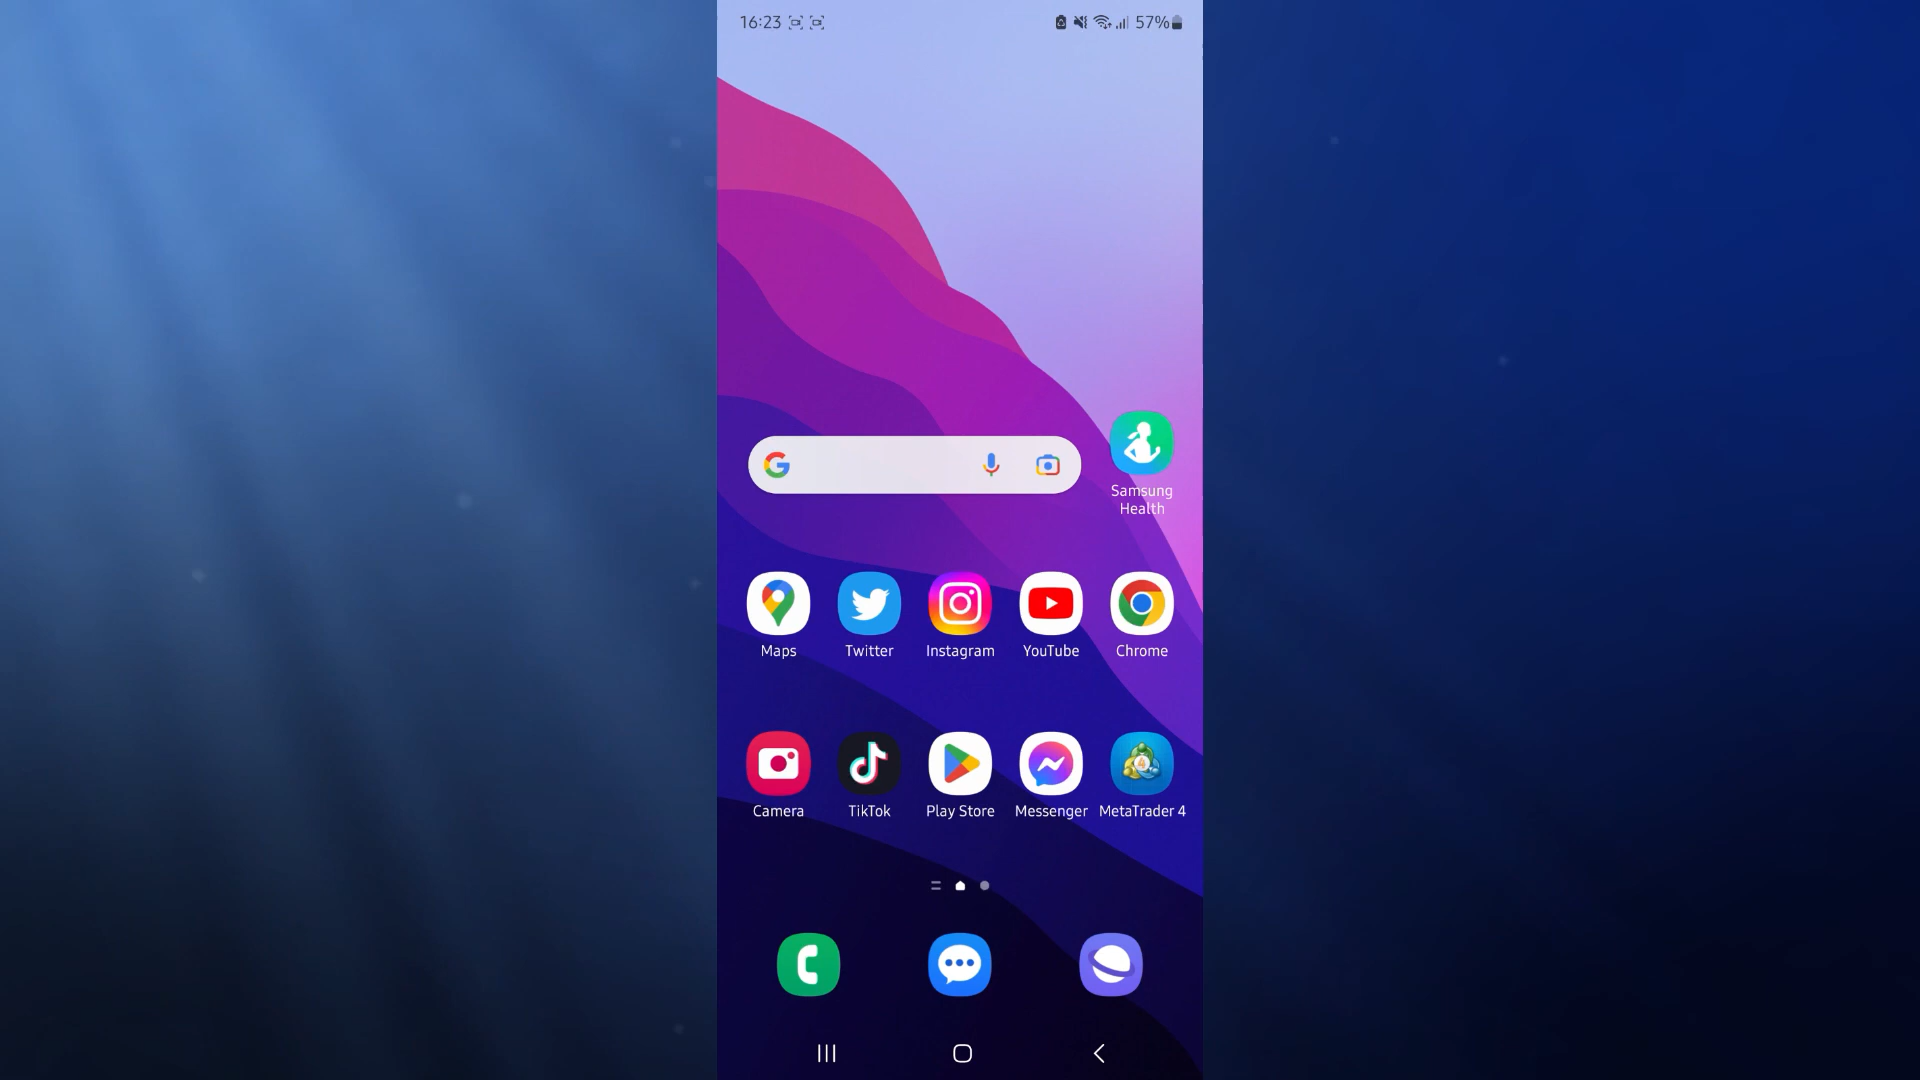 16:23
57%
Samsung
Health
Maps
Twitter
Instagram
YouTube
Chrome
Camera
TikTok
Play Store
Messenger
MetaTrader 4